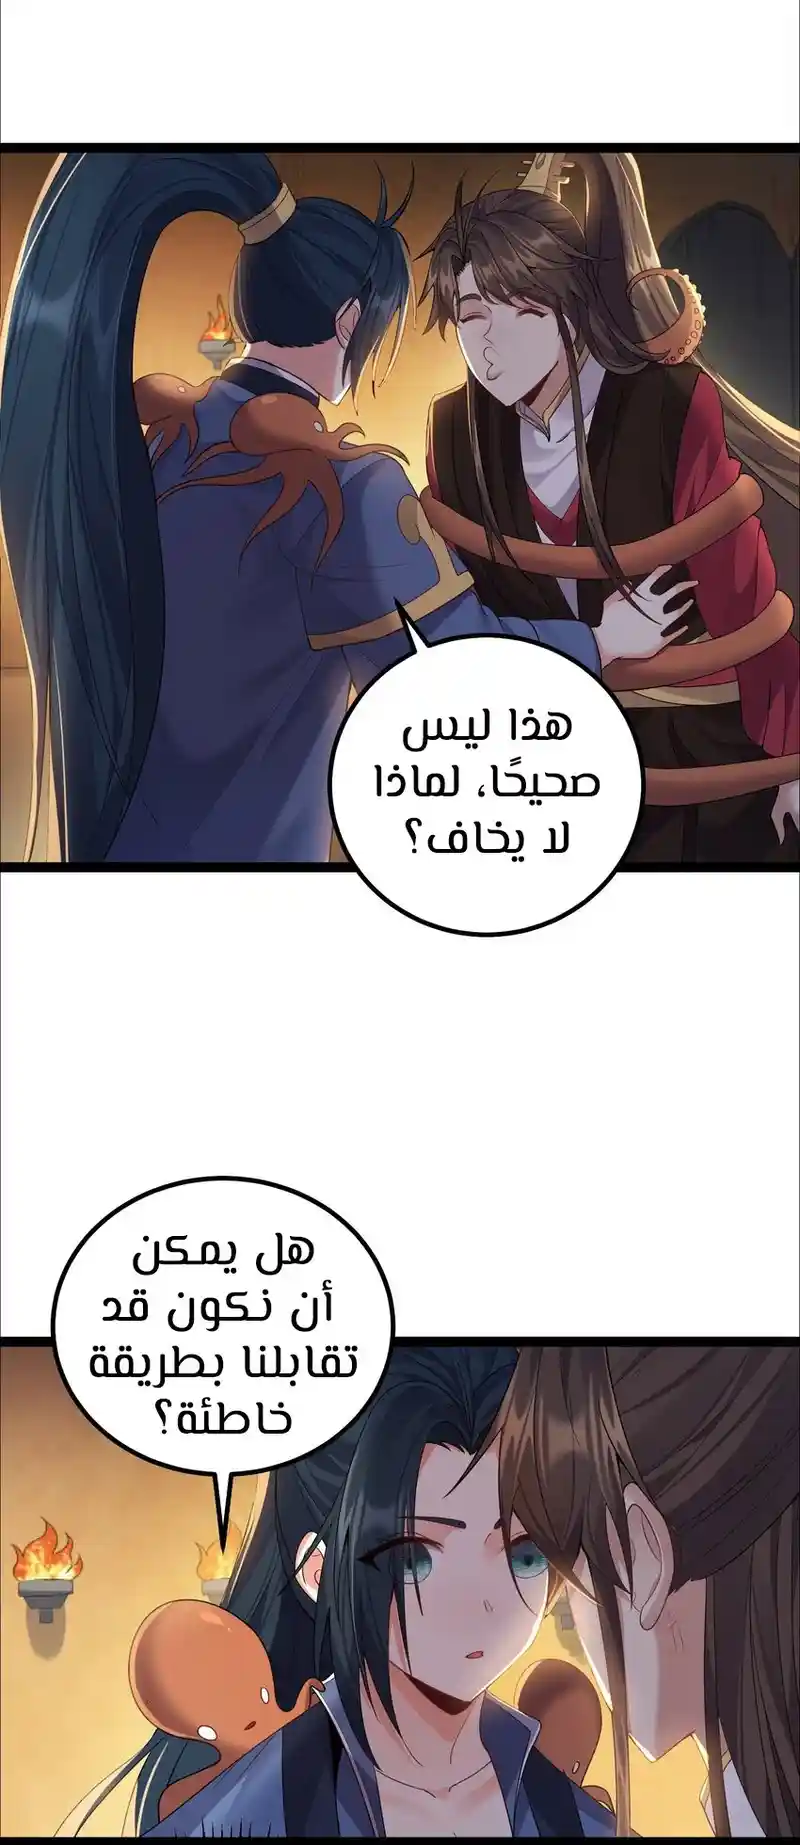 هذا ليس
صحيحًا، لماذا
لا يخاف؟
هل يمكن
أن نكون قد
تقابلنا بطريقة
خاطئة؟